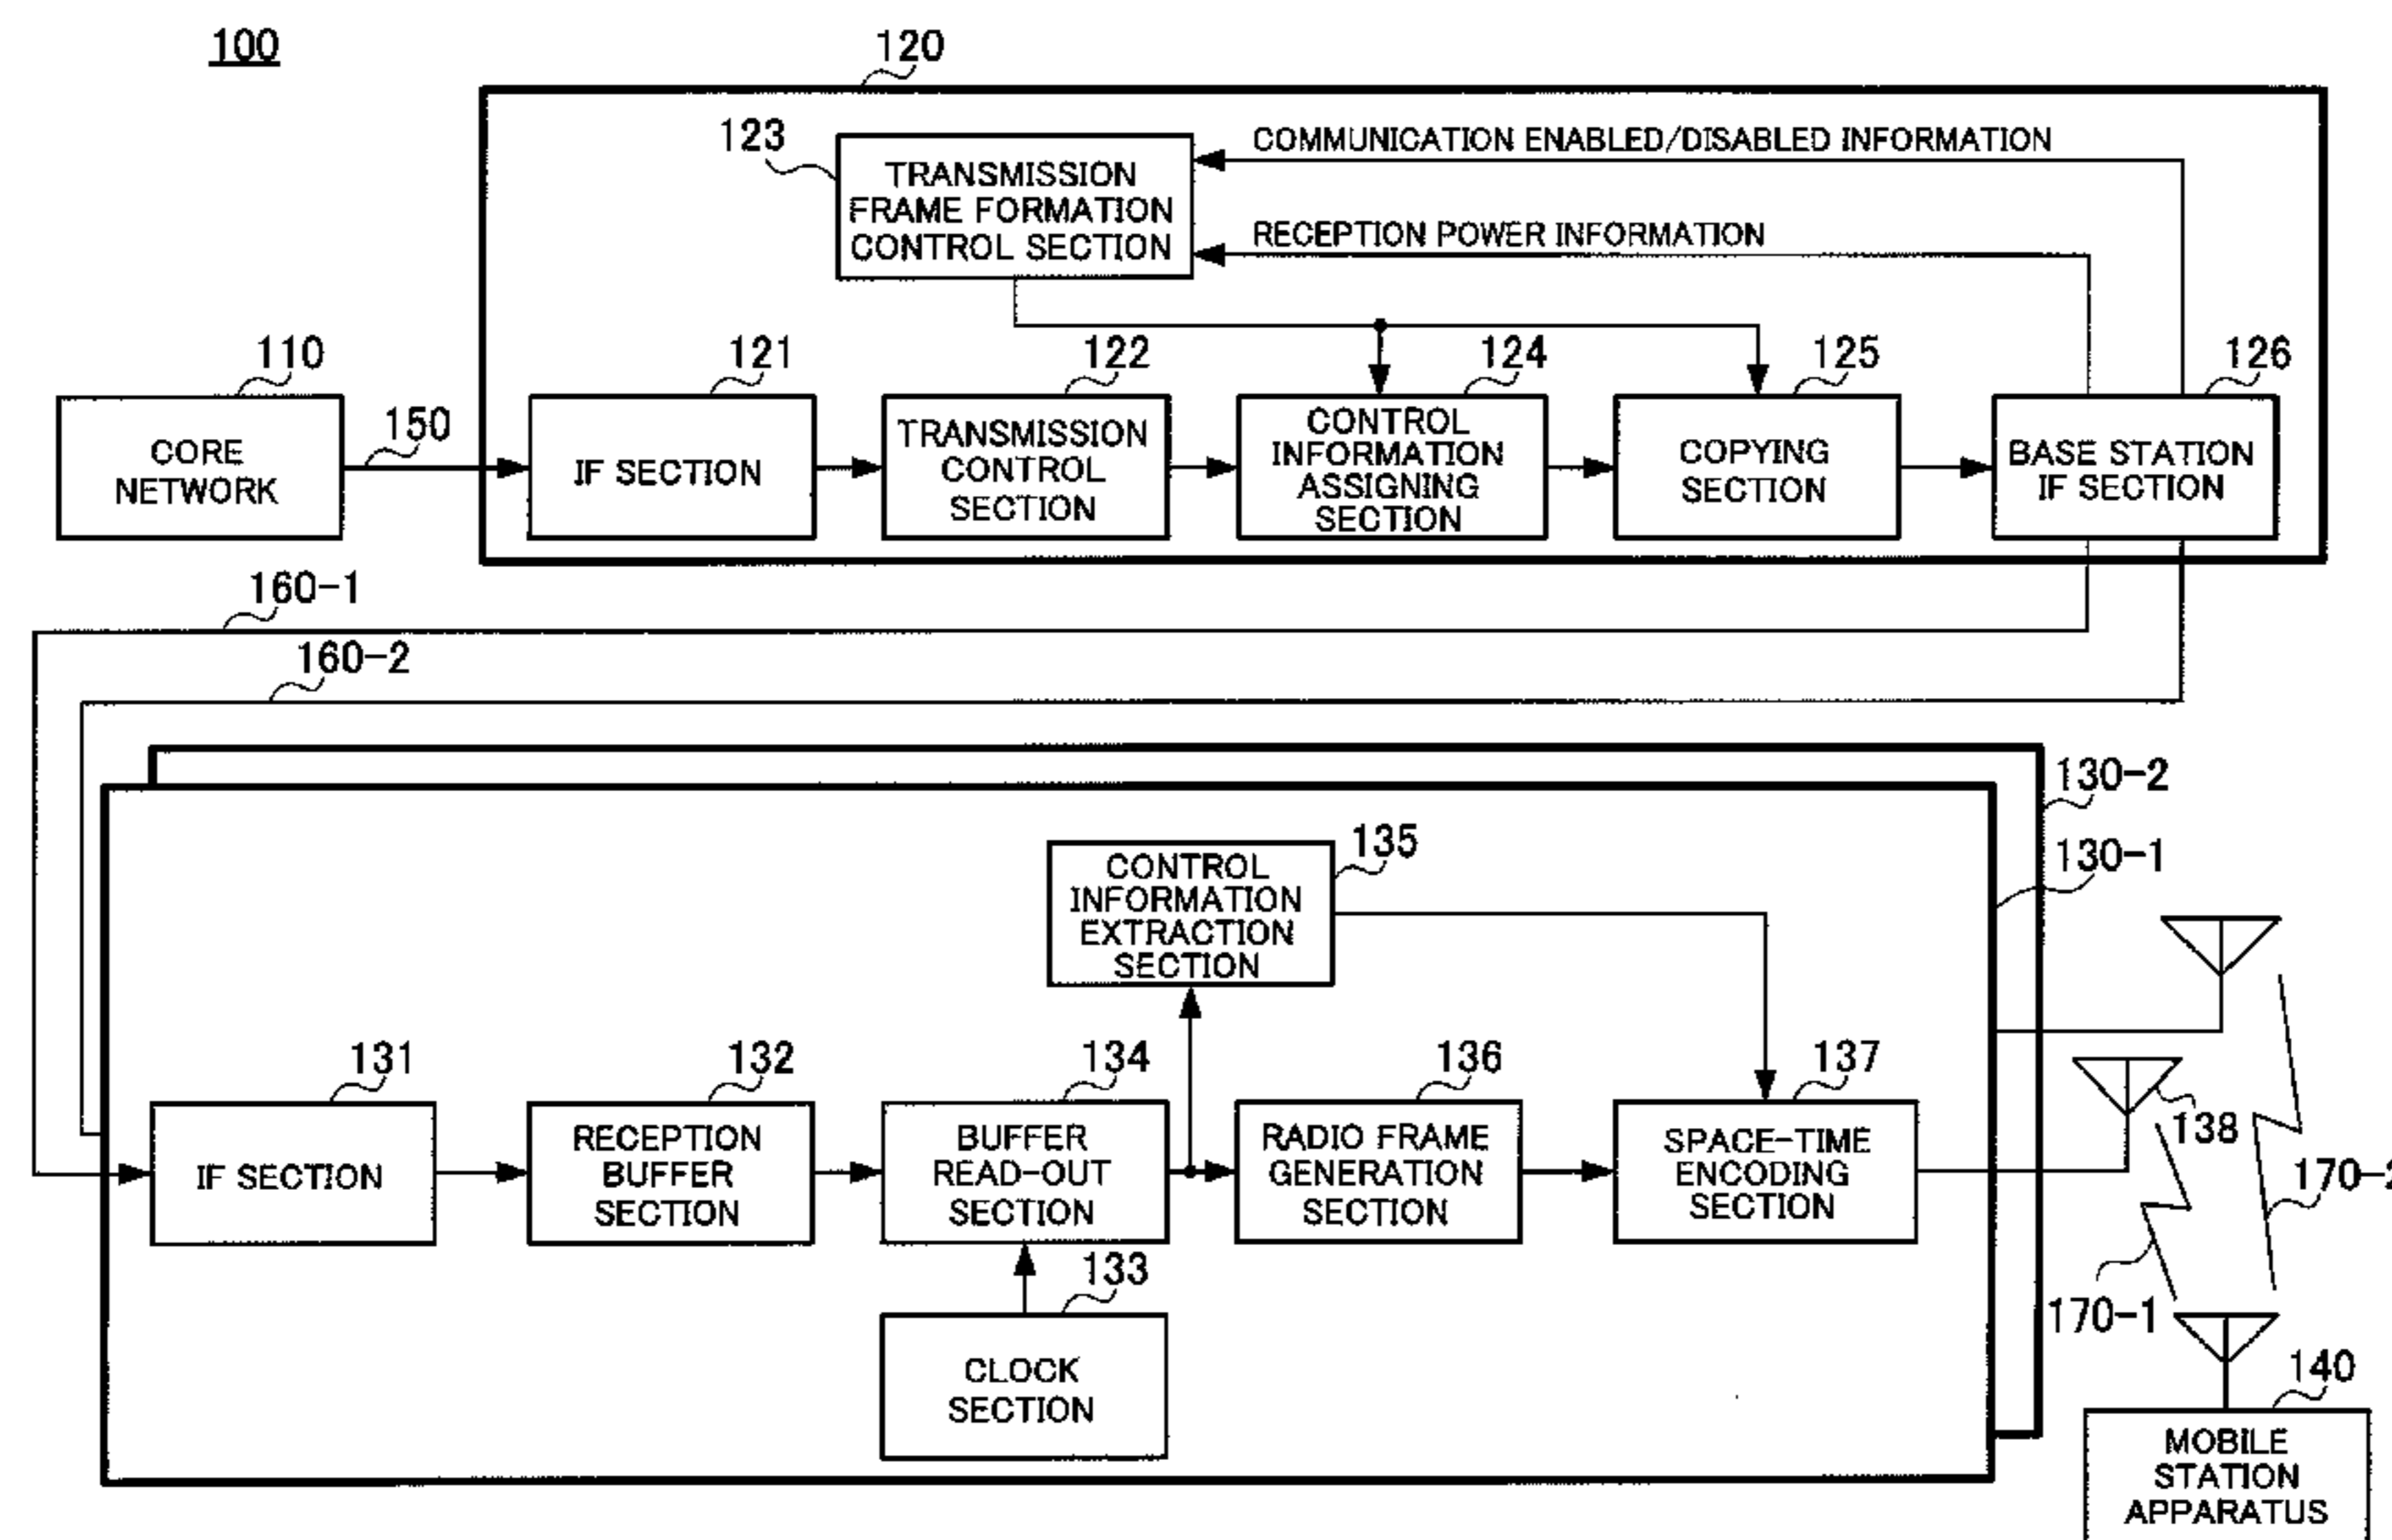 100
120
123
TRANSMISSION
FRAME FORMATION
CONTROL SECTION
COMMUNICATION ENABLED/DISABLED INFORMATION
RECEPTION POWER INFORMATION
110
CORE
NETWORK
150
121
IF SECTION
122
TRANSMISSION
CONTROL
SECTION
124
CONTROL
INFORMATION
ASSIGNING
SECTION
125
COPYING
SECTION
126
BASE STATION
IF SECTION
160-1
160-2
130-2
130-1
135
CONTROL
INFORMATION
EXTRACTION
SECTION
131
IF SECTION
132
RECEPTION
BUFFER
SECTION
134
BUFFER
READ-OUT
SECTION
136
RADIO FRAME
GENERATION
SECTION
137
SPACE-TIME
ENCODING
SECTION
138
170-2
170-1
133
CLOCK
SECTION
140
MOBILE
STATION
APPARATUS